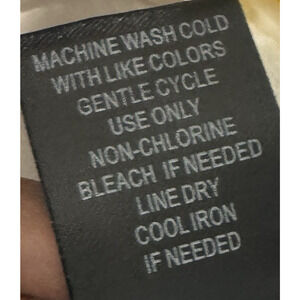 MACHINE WASH COLD
WITH LIKE COLORS
GENTLE CYCLE
USE ONLY
NON-CHLORINE
BLEACH IF NEEDED
LINE DRY
COOL IRON
IF NEEDED